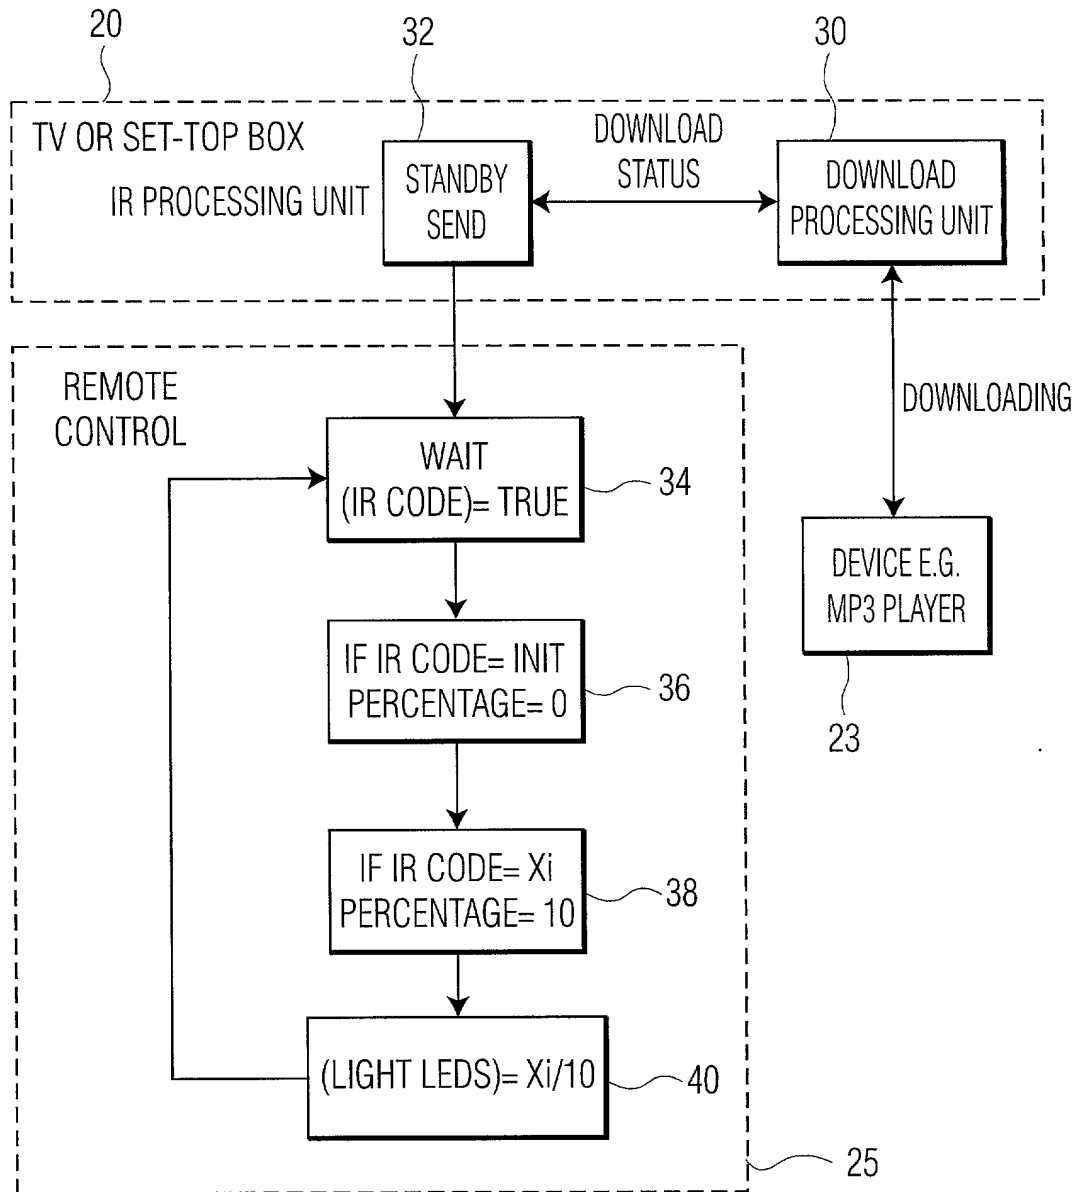 20
32
30
TV OR SET-TOP BOX
IR PROCESSING UNIT
STANDBY
SEND
DOWNLOAD
STATUS
DOWNLOAD
PROCESSING UNIT
REMOTE
CONTROL
DOWNLOADING
WAIT
(IR CODE)= TRUE
34
DEVICE E.G.
MP3 PLAYER
23
IF IR CODE= INIT
PERCENTAGE= 0
36
IF IR CODE= Xi
PERCENTAGE= 10
38
(LIGHT LEDS)= Xi/10
40
25